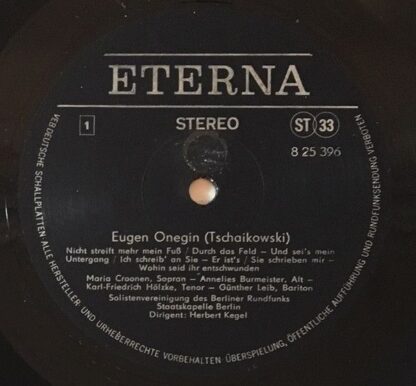 ETERNA
1
STEREO
ST 33
8 25 396
Eugen Onegin (Tschaikowski)
Nicht streift mehr mein Fuß / Durch das Feld – Und sei's mein
Untergang / Ich schreib' an Sie – Er ist's / Sie schrieben mir –
Wohin seid ihr entschwunden
Maria Croonen, Sopran – Annelies Burmeister, Alt –
Karl-Friedrich Hölzke, Tenor – Günther Leib, Bariton
Solistenvereinigung des Berliner Rundfunks
Staatskapelle Berlin
Dirigent: Herbert Kegel
VEB DEUTSCHE SCHALLPLATTEN ALLE HERSTELLER- UND URHEBERRECHTE VORBEHALTEN ÜBERSPIELUNG, ÖFFENTLICHE AUFFÜHRUNG UND RUNDFUNKSENDUNG VERBOTEN